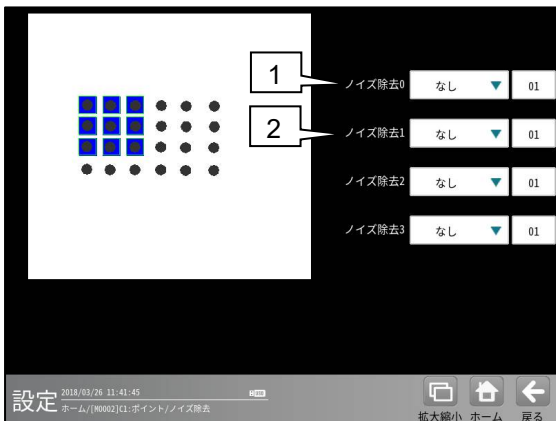 1
ノイズ除去0 なし 01
2
ノイズ除去1 なし 01
ノイズ除去2 なし 01
ノイズ除去3 なし 01
設定
2018/03/26 11:41:45
ホーム/[M0002]C1:ポイント/ノイズ除去
拡大縮小 ホーム 戻る